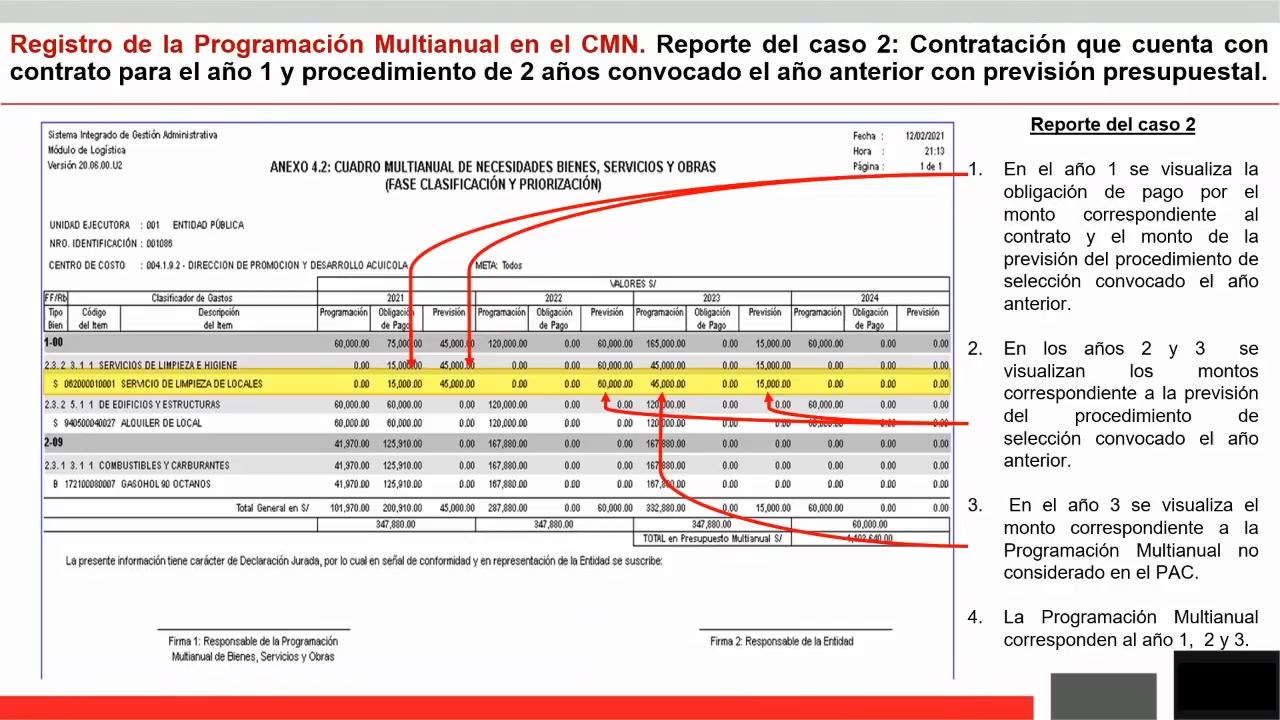 Registro de la Programación Multianual en el CMN. Reporte del caso 2: Contratación que cuenta con
contrato para el año 1 y procedimiento de 2 años convocado el año anterior con previsión presupuestal.
Sistema Integrado de Gestión Administrativa
Módulo de Logística
Versión 20.06.00.U2
Fecha : 12/02/2021
Hora : 21:13
Página : 1 de 1
ANEXO 4.2: CUADRO MULTIANUAL DE NECESIDADES BIENES, SERVICIOS Y OBRAS
(FASE CLASIFICACIÓN Y PRIORIZACIÓN)
UNIDAD EJECUTORA : 001 ENTIDAD PÚBLICA
NRO. IDENTIFICACIÓN : 001086
CENTRO DE COSTO : 004.1.9.2 - DIRECCION DE PROMOCION Y DESARROLLO ACUICOLA META: Todos
VALORES S/
FF/Rb Clasificador de Gastos 2021 2022 2023 2024
Tipo Código Descripción Programación Obligación Previsión Programación Obligación Previsión Programación Obligación Previsión Programación Obligación Previsión
Bien del Item del Item de Pago de Pago de Pago de Pago
1-00 60,000.00 75,000.00 45,000.00 120,000.00 0.00 60,000.00 165,000.00 0.00 15,000.00 60,000.00 0.00 0.00
2.3. 2 3. 1 1 SERVICIOS DE LIMPIEZA E HIGIENE 0.00 15,000.00 45,000.00 0.00 0.00 60,000.00 45,000.00 0.00 15,000.00 0.00 0.00 0.00
S 062000010001 SERVICIO DE LIMPIEZA DE LOCALES 0.00 15,000.00 45,000.00 0.00 0.00 60,000.00 45,000.00 0.00 15,000.00 0.00 0.00 0.00
2.3. 2 5. 1 1 DE EDIFICIOS Y ESTRUCTURAS 60,000.00 60,000.00 0.00 120,000.00 0.00 0.00 120,000.00 0.00 0.00 60,000.00 0.00 0.00
S 940500040027 ALQUILER DE LOCAL 60,000.00 60,000.00 0.00 120,000.00 0.00 0.00 120,000.00 0.00 0.00 60,000.00 0.00 0.00
2-09 41,970.00 125,910.00 0.00 167,880.00 0.00 0.00 167,880.00 0.00 0.00 0.00 0.00 0.00
2.3. 1 3. 1 1 COMBUSTIBLES Y CARBURANTES 41,970.00 125,910.00 0.00 167,880.00 0.00 0.00 167,880.00 0.00 0.00 0.00 0.00 0.00
B 172100080007 GASOHOL 90 OCTANOS 41,970.00 125,910.00 0.00 167,880.00 0.00 0.00 167,880.00 0.00 0.00 0.00 0.00 0.00
Total General en S/ 101,970.00 200,910.00 45,000.00 287,880.00 0.00 60,000.00 332,880.00 0.00 15,000.00 60,000.00 0.00 0.00
347,880.00 347,880.00 347,880.00 60,000.00
TOTAL en Presupuesto Multianual S/ 1,103,640.00
La presente información tiene carácter de Declaración Jurada, por lo cual en señal de conformidad y en representación de la Entidad se suscribe:
Firma 1: Responsable de la Programación
Multianual de Bienes, Servicios y Obras
Firma 2: Responsable de la Entidad
Reporte del caso 2
1. En el año 1 se visualiza la
obligación de pago por el
monto correspondiente al
contrato y el monto de la
previsión del procedimiento de
selección convocado el año
anterior.
2. En los años 2 y 3 se
visualizan los montos
correspondiente a la previsión
del procedimiento de
selección convocado el año
anterior.
3. En el año 3 se visualiza el
monto correspondiente a la
Programación Multianual no
considerado en el PAC.
4. La Programación Multianual
corresponden al año 1, 2 y 3.